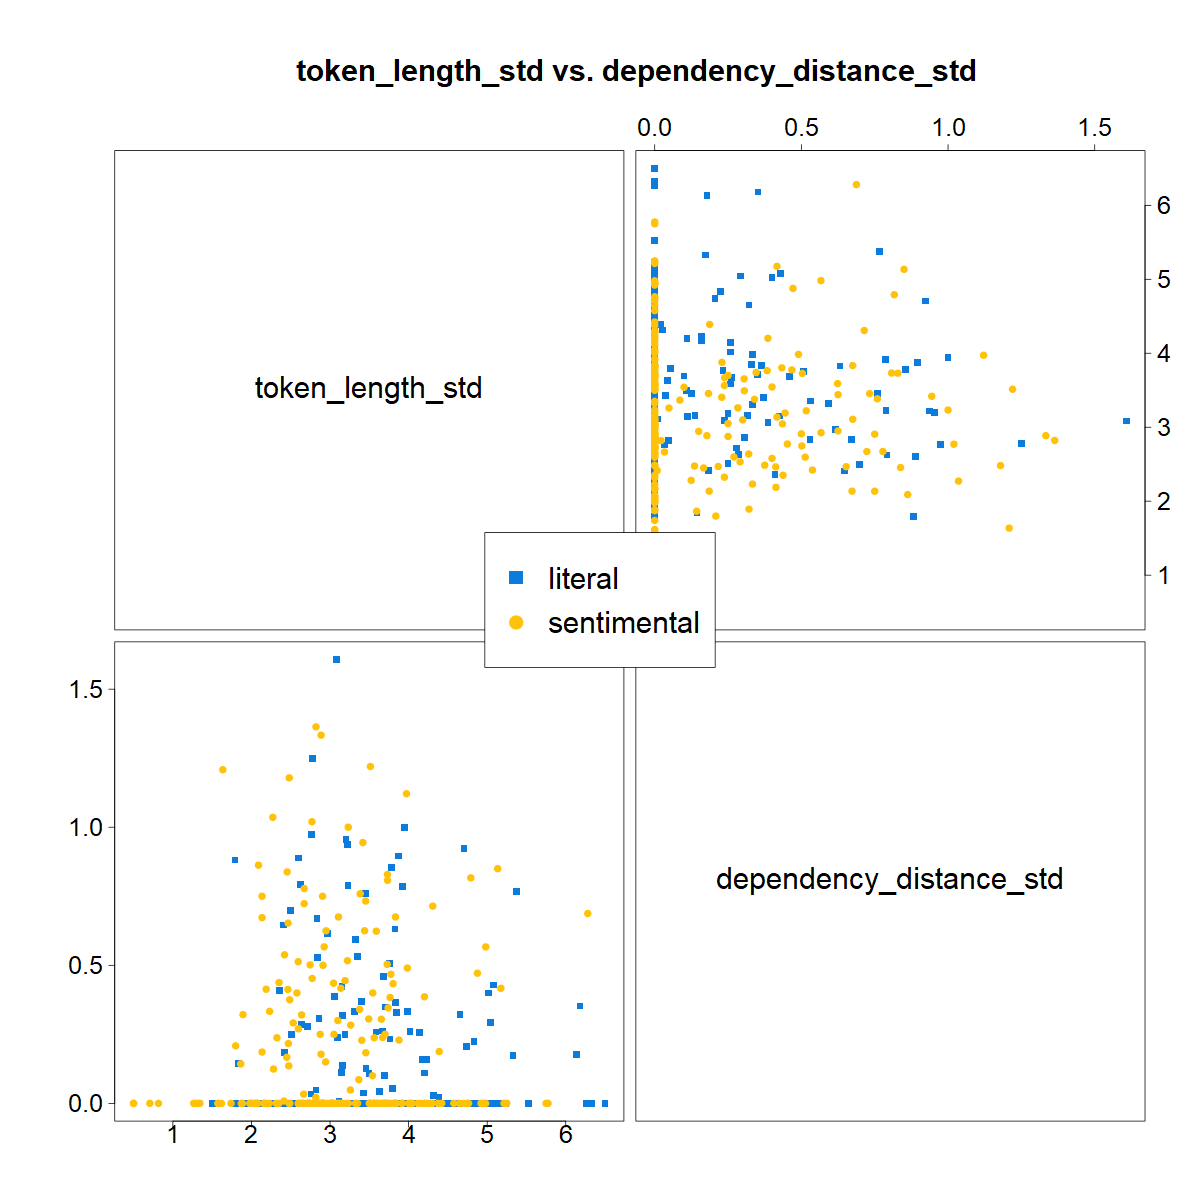 token_length_std vs. dependency_distance_std
0.0 0.5 1.0 1.5
token_length_std
6
5
4
3
2
1
literal
sentimental
1.5
1.0
0.5
0.0
dependency_distance_std
1 2 3 4 5 6